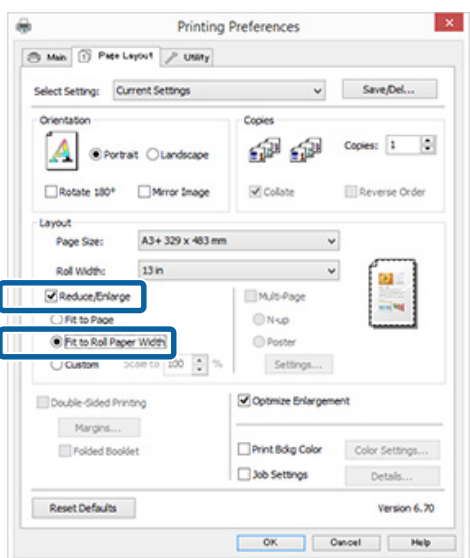 Printing Preferences
Main Page Layout Utility
Select Setting: Current Settings Save/Del...
Orientation Copies
Portrait Landscape Copies: 1
Rotate 180° Mirror Image Collate Reverse Order
Layout
Page Size: A3+ 329 x 483 mm
Roll Width: 13 in
Reduce/Enlarge Multi-Page
Fit to Page N-up
Fit to Roll Paper Width Poster
Custom Scale to 100 % Settings...
Double-Sided Printing Optimize Enlargement
Margins...
Folded Booklet Print Bckg Color Color Settings...
Job Settings Details...
Reset Defaults Version 6.70
OK Cancel Help